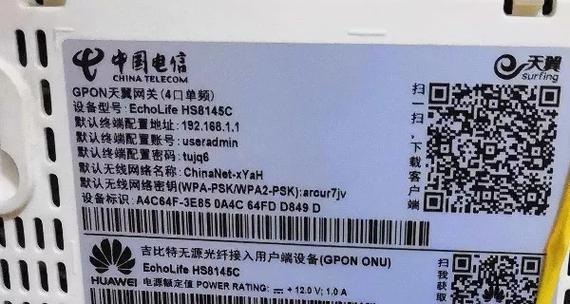 中国电信
CHINA TELECOM
天翼
surfing
GPON天翼网关(4口单频)
设备型号: EchoLife HS8145C
默认终端配置地址: 192.168.1.1
默认终端配置账号: useradmin
默认终端配置密码: tujq6
默认无线网络名称: ChinaNet-xYaH
默认无线网络密钥(WPA-PSK/WPA2-PSK):arour7jv
设备标识: A4C64F-3E85 0A4C 64FD D849 D
扫一扫,下载客户端
HUAWEI
吉比特无源光纤接入用户端设备(GPON ONU)
EchoLife HS8145C
电源额定值 POWER RATING: ⎓ +12.0V; 1.0 A
扫我获取